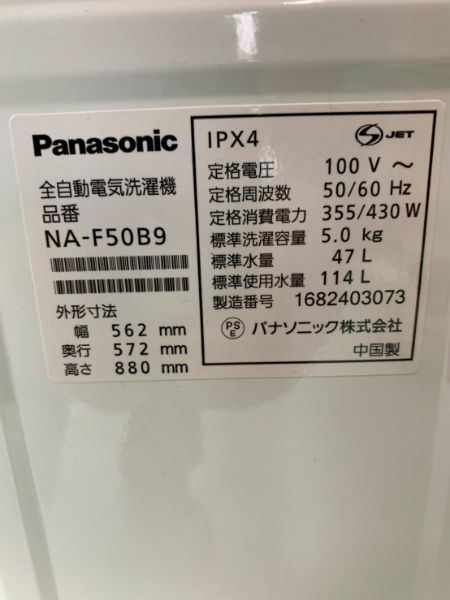 Panasonic
全自動電気洗濯機
品番
NA-F50B9
外形寸法
幅 562 mm
奥行 572 mm
高さ 880 mm
IPX4
S JET
定格電圧 100 V ～
定格周波数 50/60 Hz
定格消費電力 355/430 W
標準洗濯容量 5.0 kg
標準水量 47 L
標準使用水量 114 L
製造番号 1682403073
PSE パナソニック株式会社
中国製